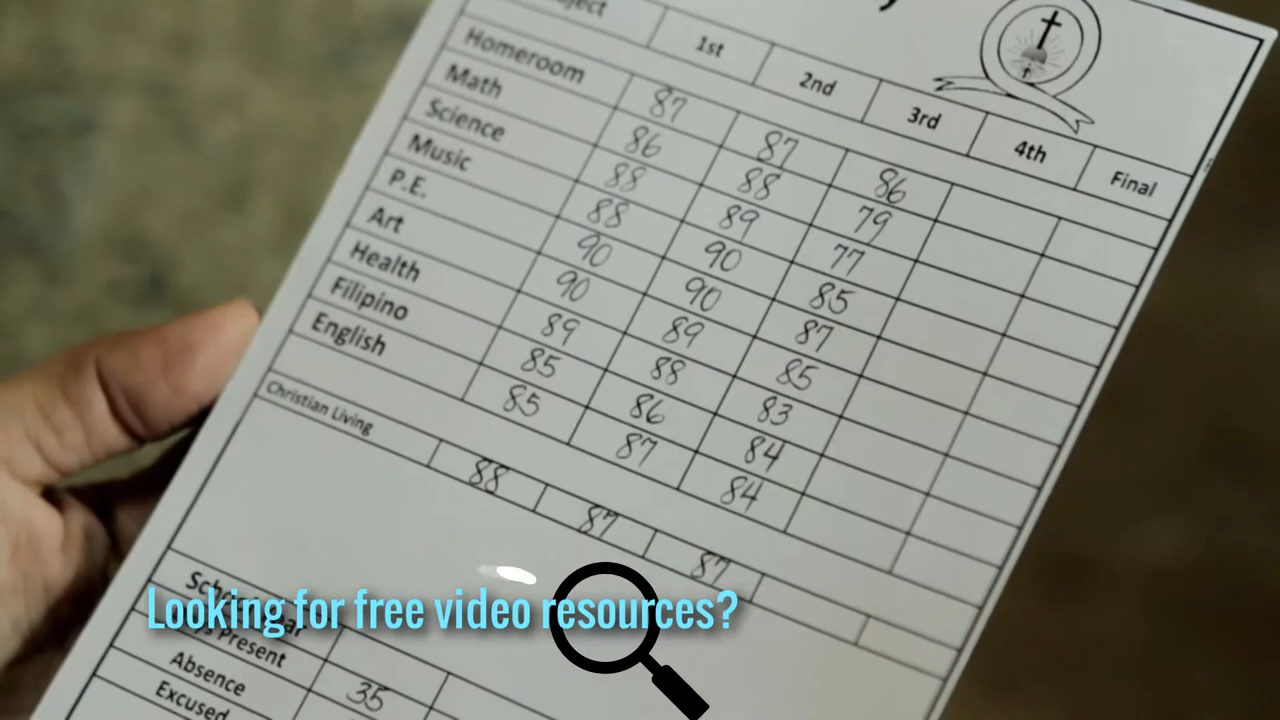 1st 2nd 3rd 4th Final
Homeroom 87 87 86
Math 86 88 79
Science 88 89 77
Music 88 90 85
P.E. 90 90 87
Art 90 89 85
Health 89 88 83
Filipino 85 86 84
English 85 87 84
Christian Living 88 87 87
Looking for free video resources?
Present
Absence 35
Excused